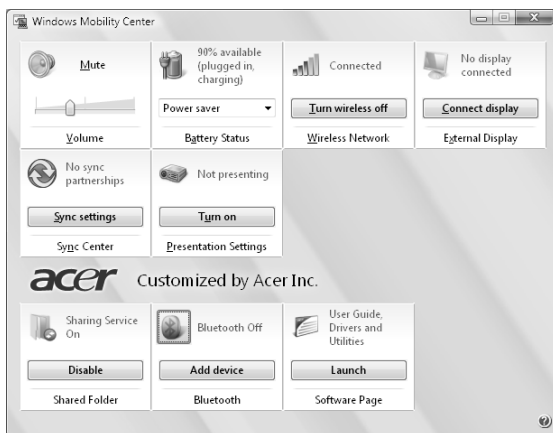 Windows Mobility Center
Mute
Volume
90% available
(plugged in,
charging)
Power saver
Battery Status
Connected
Turn wireless off
Wireless Network
No display
connected
Connect display
External Display
No sync
partnerships
Sync settings
Sync Center
Not presenting
Turn on
Presentation Settings
acer Customized by Acer Inc.
Sharing Service
On
Disable
Shared Folder
Bluetooth Off
Add device
Bluetooth
User Guide,
Drivers and
Utilities
Launch
Software Page